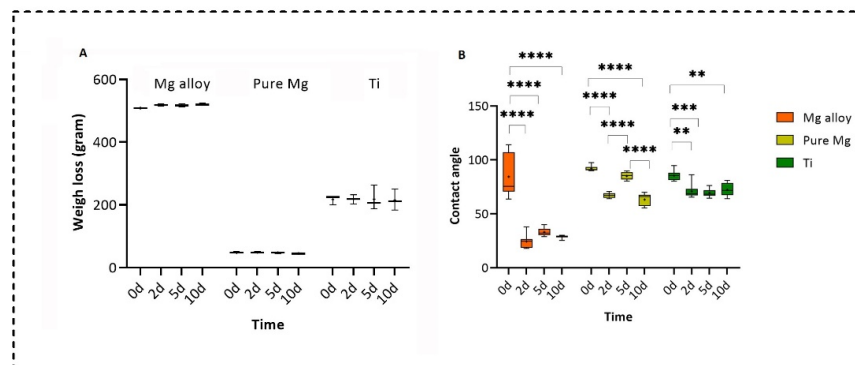 A
Weigh loss (gram)
600
400
200
0
Mg alloy
Pure Mg
Ti
0d 2d 5d 10d 0d 2d 5d 10d 0d 2d 5d 10d
Time
B
Contact angle
150
100
50
0
**** **** **
**** **** ***
**** **** **
****
0d 2d 5d 10d 0d 2d 5d 10d 0d 2d 5d 10d
Time
Mg alloy
Pure Mg
Ti